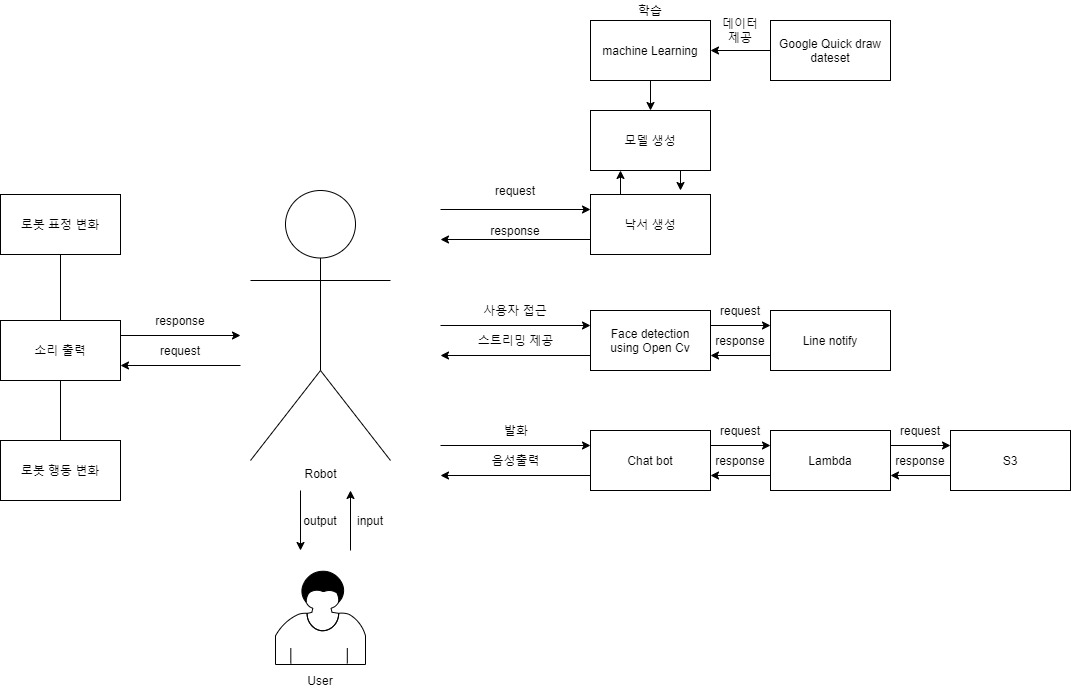 학습
machine Learning
데이터
제공
Google Quick draw
dateset
모델 생성
request
response
낙서 생성
로봇 표정 변화
소리 출력
로봇 행동 변화
response
request
사용자 접근
스트리밍 제공
Face detection
using Open Cv
request
response
Line notify
발화
음성출력
Chat bot
request
response
Lambda
request
response
S3
Robot
output
input
User